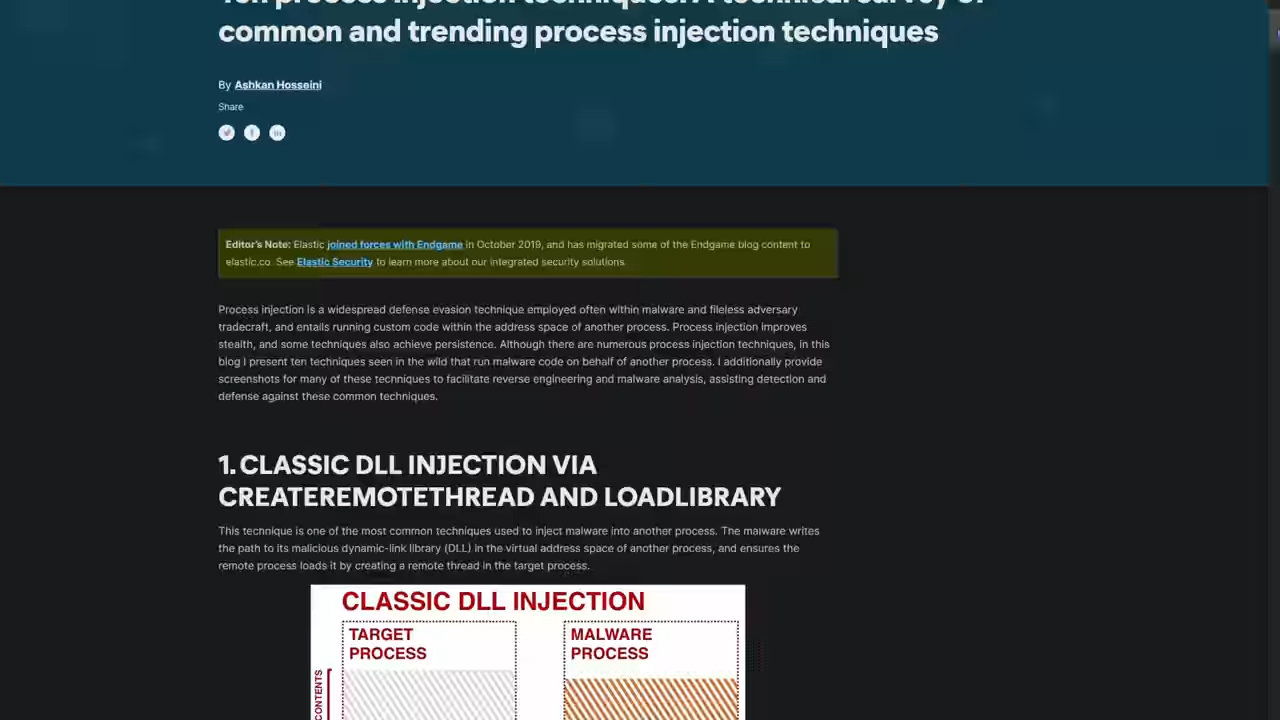 common and trending process injection techniques
By Ashkan Hosseini
Share
Editor's Note: Elastic joined forces with Endgame in October 2019, and has migrated some of the Endgame blog content to
elastic.co. See Elastic Security to learn more about our integrated security solutions.
Process injection is a widespread defense evasion technique employed often within malware and fileless adversary
tradecraft, and entails running custom code within the address space of another process. Process injection improves
stealth, and some techniques also achieve persistence. Although there are numerous process injection techniques, in this
blog I present ten techniques seen in the wild that run malware code on behalf of another process. I additionally provide
screenshots for many of these techniques to facilitate reverse engineering and malware analysis, assisting detection and
defense against these common techniques.
1. CLASSIC DLL INJECTION VIA
CREATEREMOTETHREAD AND LOADLIBRARY
This technique is one of the most common techniques used to inject malware into another process. The malware writes
the path to its malicious dynamic-link library (DLL) in the virtual address space of another process, and ensures the
remote process loads it by creating a remote thread in the target process.
CLASSIC DLL INJECTION
TARGET
PROCESS
MALWARE
PROCESS
CONTENTS